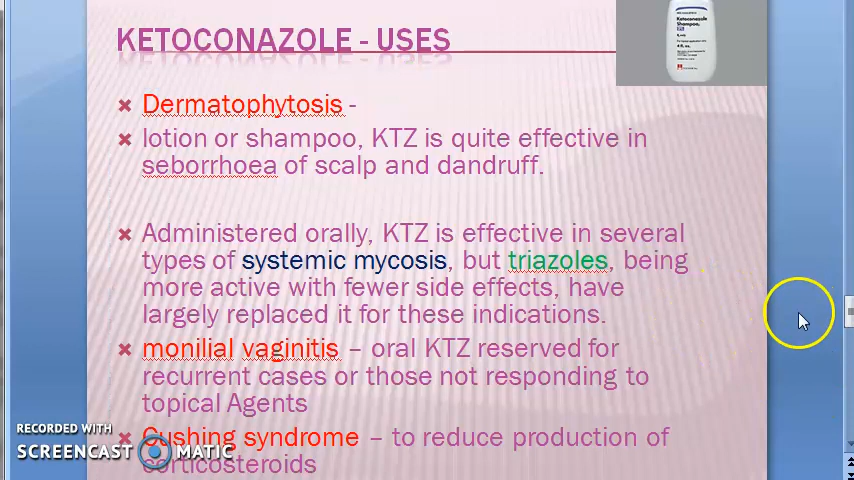 KETOCONAZOLE - USES
Ketoconazole
Shampoo,
Dermatophytosis -
lotion or shampoo, KTZ is quite effective in
seborrhoea of scalp and dandruff.
Administered orally, KTZ is effective in several
types of systemic mycosis, but triazoles, being
more active with fewer side effects, have
largely replaced it for these indications.
monilial vaginitis – oral KTZ reserved for
recurrent cases or those not responding to
topical Agents
Cushing syndrome – to reduce production of
corticosteroids
RECORDED WITH
SCREENCAST MATIC